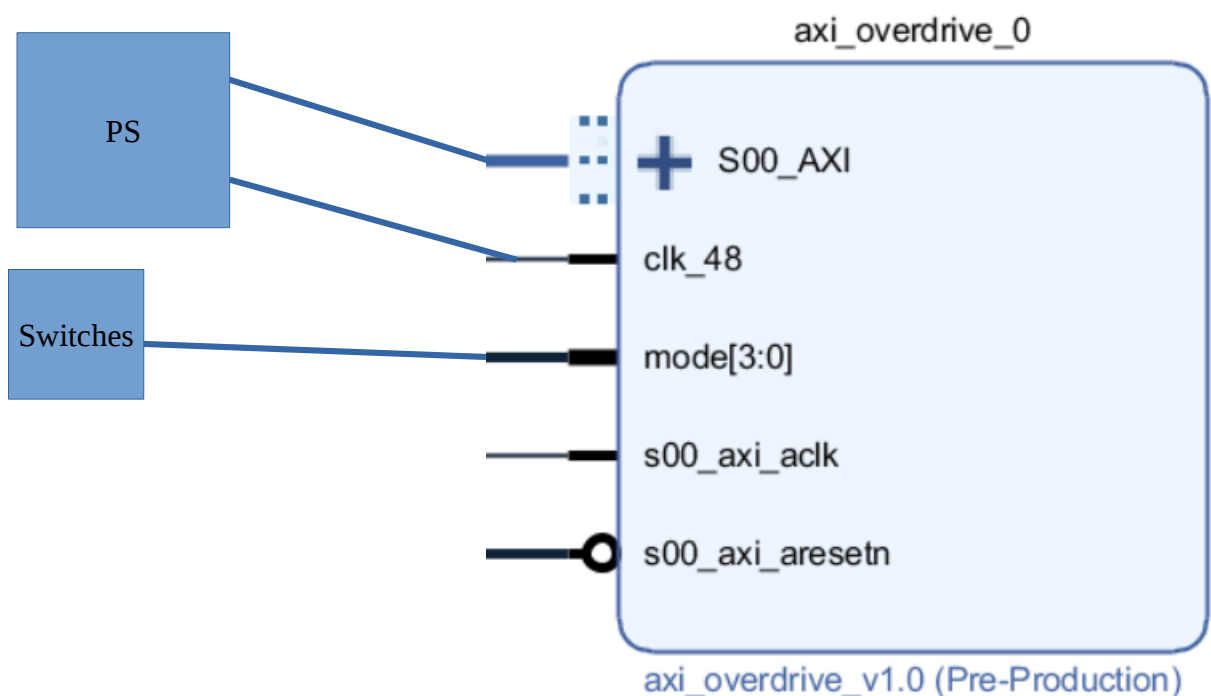 axi_overdrive_0
PS
S00_AXI
clk_48
Switches
mode[3:0]
s00_axi_aclk
s00_axi_aresetn
axi_overdrive_v1.0 (Pre-Production)